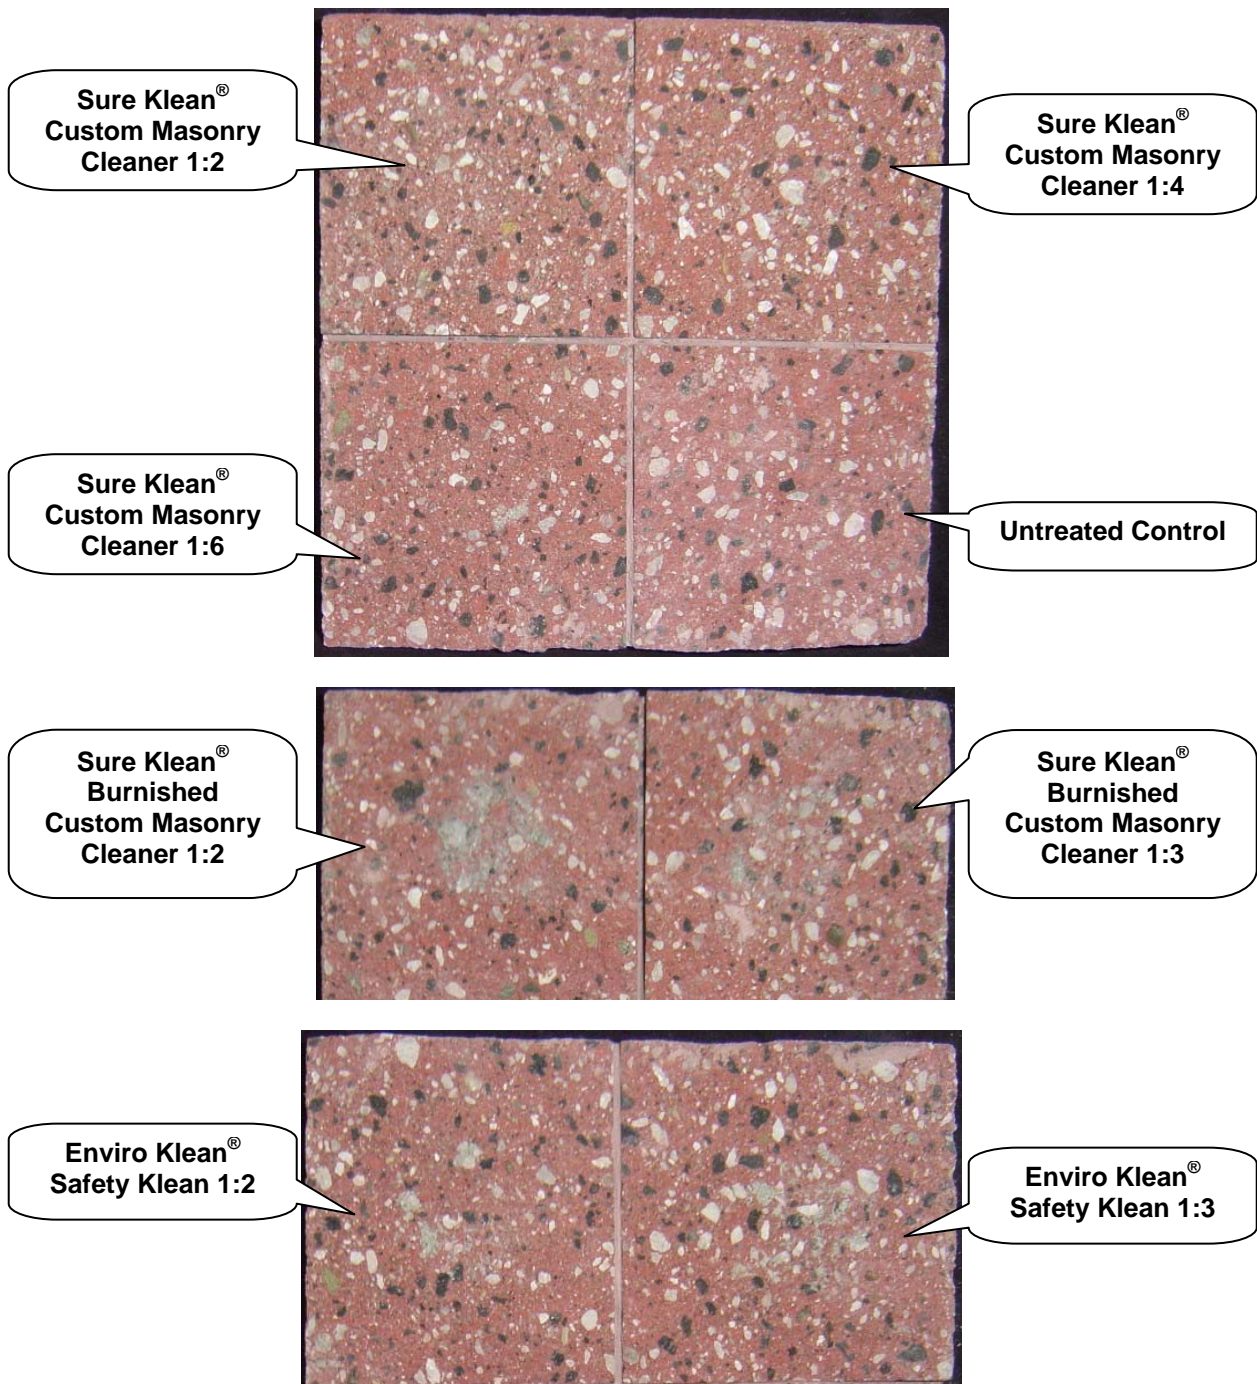 Sure Klean®
Custom Masonry
Cleaner 1:2
Sure Klean®
Custom Masonry
Cleaner 1:4
Sure Klean®
Custom Masonry
Cleaner 1:6
Untreated Control
Sure Klean®
Burnished
Custom Masonry
Cleaner 1:2
Sure Klean®
Burnished
Custom Masonry
Cleaner 1:3
Enviro Klean®
Safety Klean 1:2
Enviro Klean®
Safety Klean 1:3